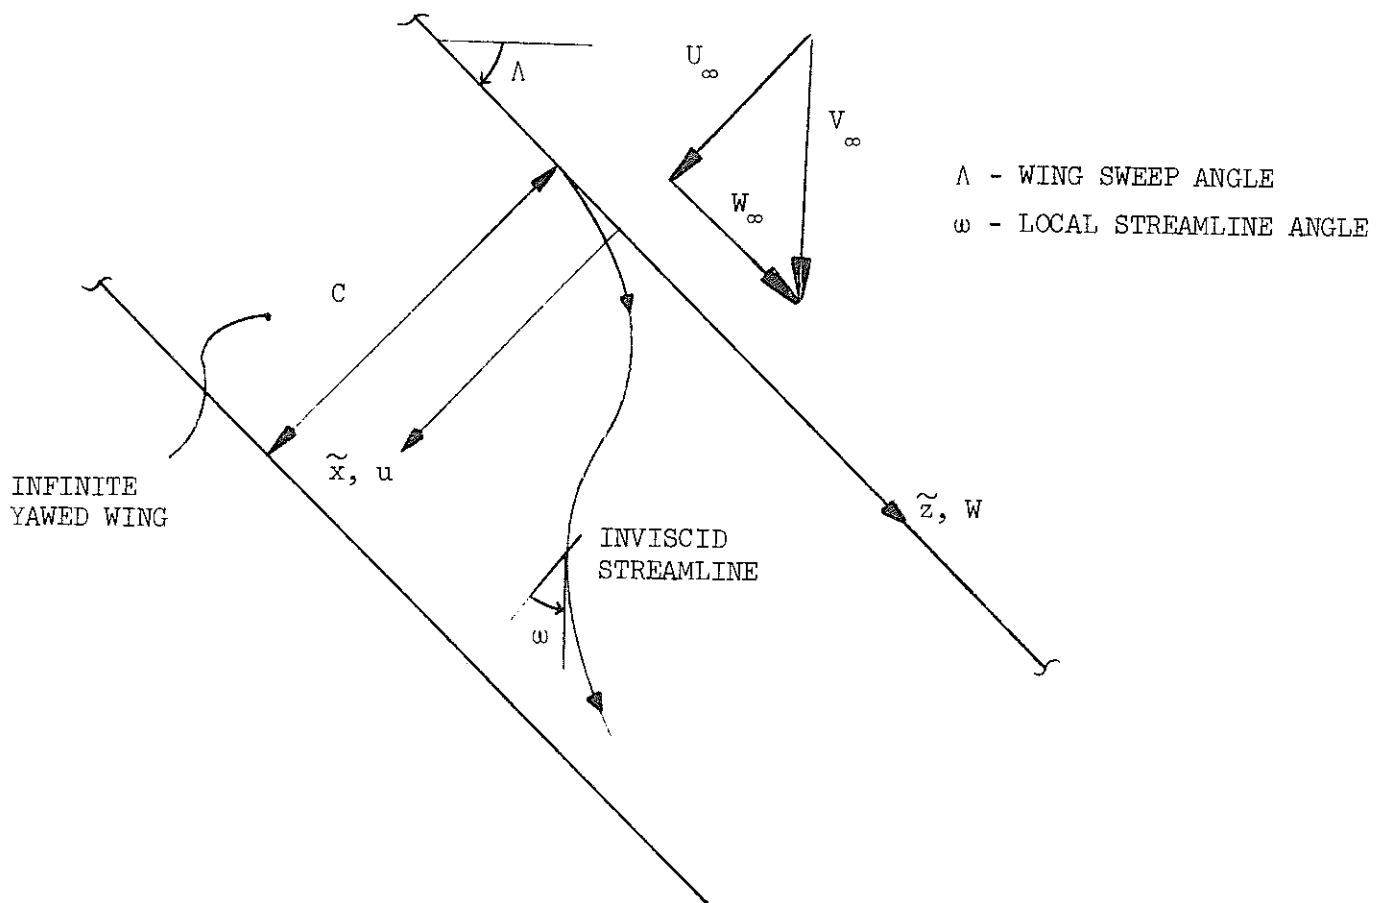 U∞
Λ
V∞
Λ - WING SWEEP ANGLE
W∞
ω - LOCAL STREAMLINE ANGLE
C
x̃, u
INFINITE
YAWED WING
z̃, W
INVISCID
STREAMLINE
ω